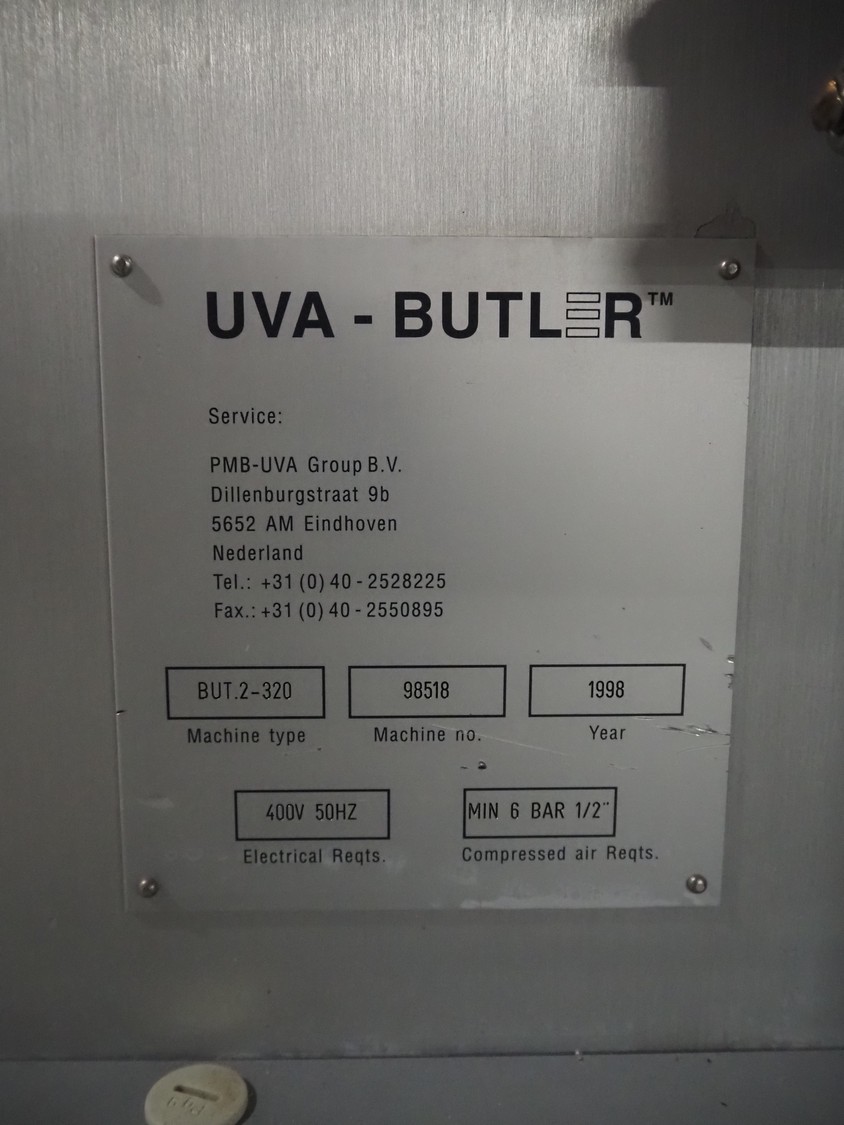 UVA - BUTLER™
Service:
PMB-UVA Group B.V.
Dillenburgstraat 9b
5652 AM Eindhoven
Nederland
Tel.: +31 (0) 40 - 2528225
Fax.: +31 (0) 40 - 2550895
BUT.2-320 98518 1998
Machine type Machine no. Year
400V 50HZ MIN 6 BAR 1/2"
Electrical Reqts. Compressed air Reqts.